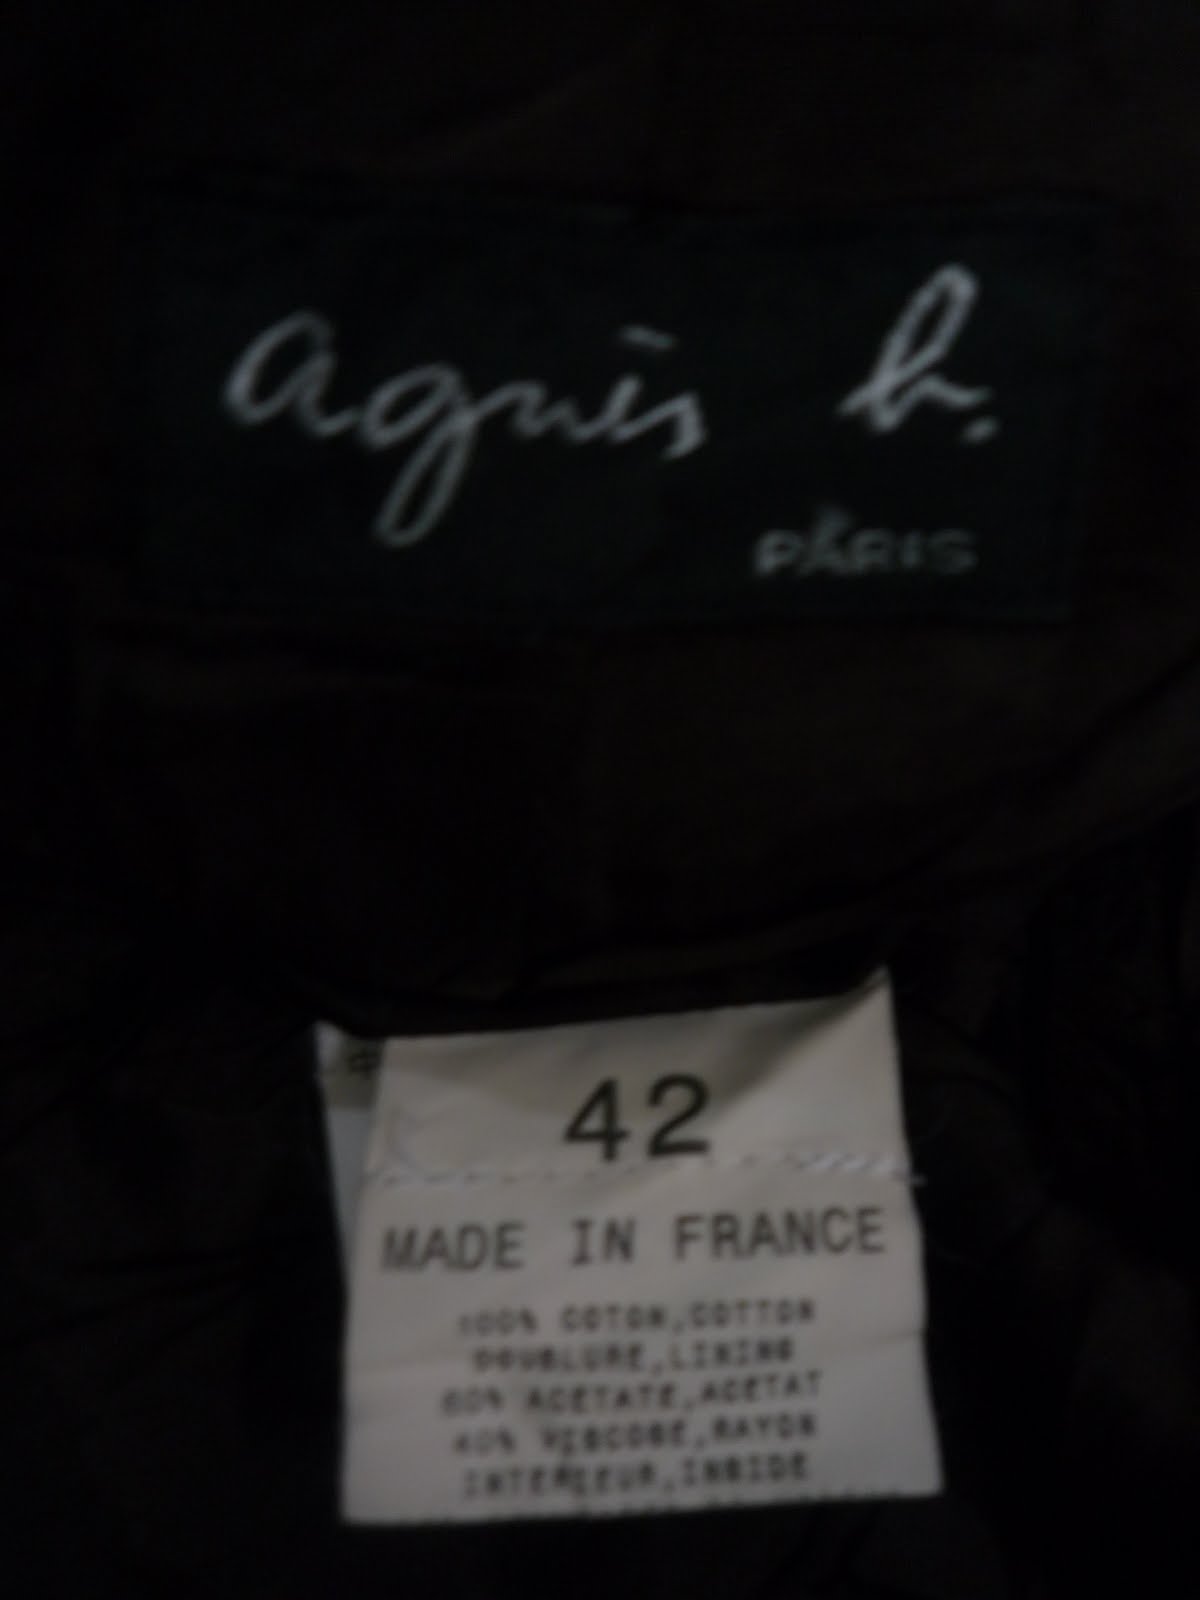 agnès b.
PARIS
42
MADE IN FRANCE
100% COTON,COTTON
DOUBLURE,LINING
60% ACETATE,ACETAT
40% VISCOSE,RAYON
INTERIEUR,INSIDE